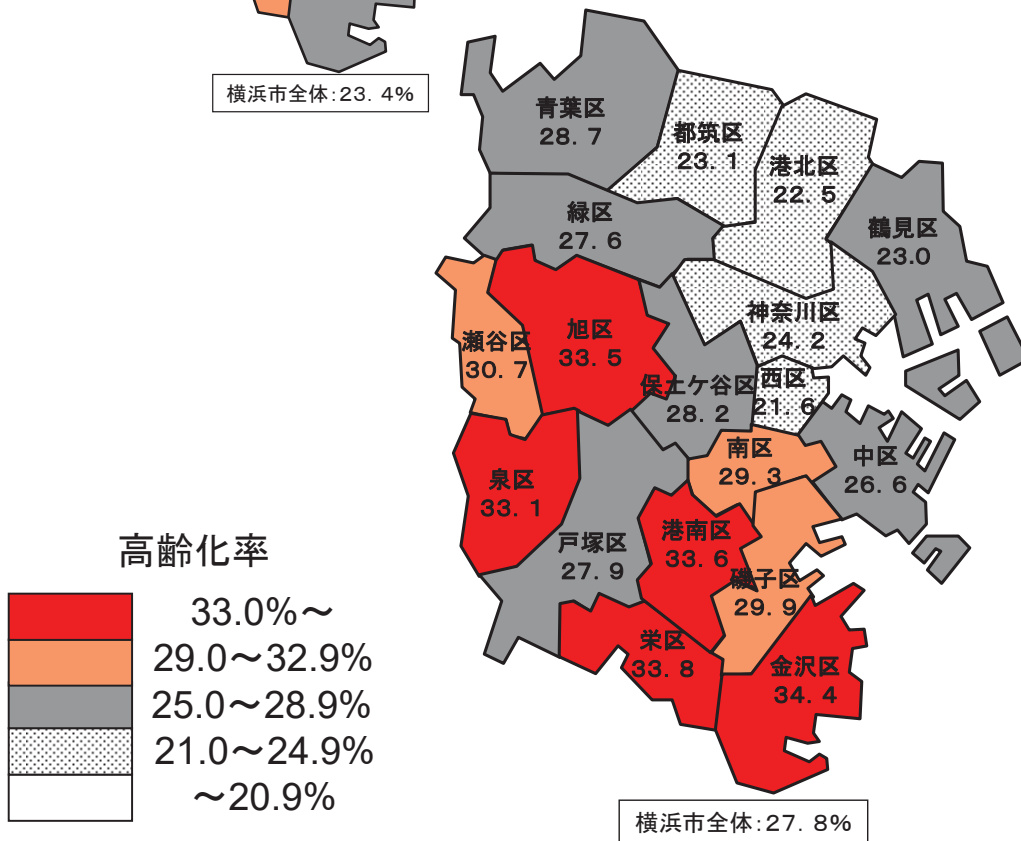 横浜市全体:23. 4%
青葉区
28. 7
都筑区
23. 1
港北区
22. 5
鶴見区
23.0
緑区
27. 6
神奈川区
24. 2
瀬谷区
30. 7
旭区
33. 5
保土ケ谷区
28. 2
西区
21. 6
南区
29. 3
中区
26. 6
泉区
33. 1
戸塚区
27. 9
港南区
33. 6
磯子区
29. 9
栄区
33. 8
金沢区
34. 4
高齢化率
33.0%～
29.0～32.9%
25.0～28.9%
21.0～24.9%
～20.9%
横浜市全体:27. 8%